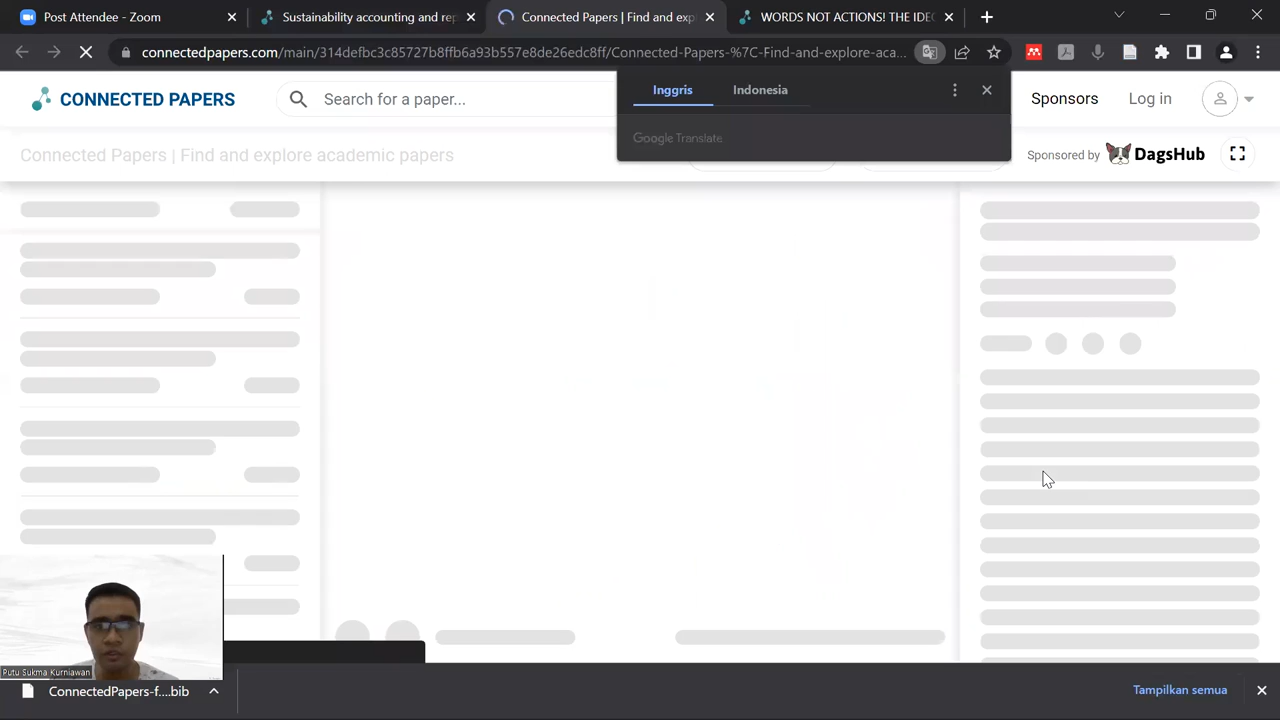 Post Attendee - Zoom
Sustainability accounting and rep
Connected Papers | Find and expl
WORDS NOT ACTIONS! THE IDEO
connectedpapers.com/main/314defbc3c85727b8ffb6a93b557e8de26edc8ff/Connected-Papers-%7C-Find-and-explore-aca...
CONNECTED PAPERS
Search for a paper...
Inggris
Indonesia
Sponsors
Log in
Google Translate
Connected Papers | Find and explore academic papers
Sponsored by
DagsHub
Putu Sukma Kurniawan
ConnectedPapers-f....bib
Tampilkan semua